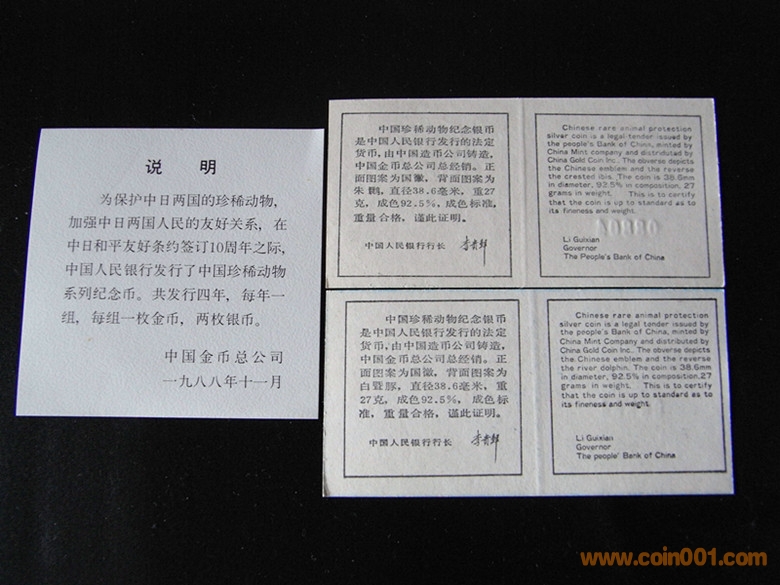 说 明
为保护中日两国的珍稀动物,
加强中日两国人民的友好关系, 在
中日和平友好条约签订10周年之际,
中国人民银行发行了中国珍稀动物
系列纪念币。共发行四年, 每年一
组, 每组一枚金币, 两枚银币。
中国金币总公司
一九八八年十一月
中国珍稀动物纪念银币
是中国人民银行发行的法定
货币, 由中国造币公司铸造,
中国金币总公司总经销。正
面图案为国徽, 背面图案为
朱鹮, 直径38.6毫米, 重27
克, 成色92.5%, 成色标准,
重量合格, 谨此证明。
中国人民银行行长 李贵鲜
Chinese rare animal protection
silver coin is a legal-tender issued by
the people's Bank of China, minted by
China Mint company and distributed by
China Gold Coin Inc. The obverse depicts
the Chinese emblem and the reverse
the crested ibis. The coin is 38.6mm
in diameter, 92.5% in composition, 27
grams in weight. This is to certify
that the coin is up to standard as to
its fineness and weight.
Li Guixian
Governor
The People's Bank of China
中国珍稀动物纪念银币
是中国人民银行发行的法定
货币, 由中国造币公司铸造,
中国金币总公司总经销。正
面图案为国徽, 背面图案为
白暨豚, 直径38.6毫米, 重
27克, 成色92.5%, 成色标
准, 重量合格, 谨此证明。
中国人民银行行长 李贵鲜
Chinese rare animal protection
silver coin is a legal tender issued by
the people's Bank of China, minted by
China Mint Company and distributed by
China Gold Coin Inc. The obverse depicts
the Chinese emblem and the reverse
the river dolphin. The coin is 38.6mm
in diameter, 92.5% in composition,27
grams in weight. This is to certify
that the coin is up to standard as to
its fineness and weight.
Li Guixian
Governor
The people' Bank of China
www.coin001.com